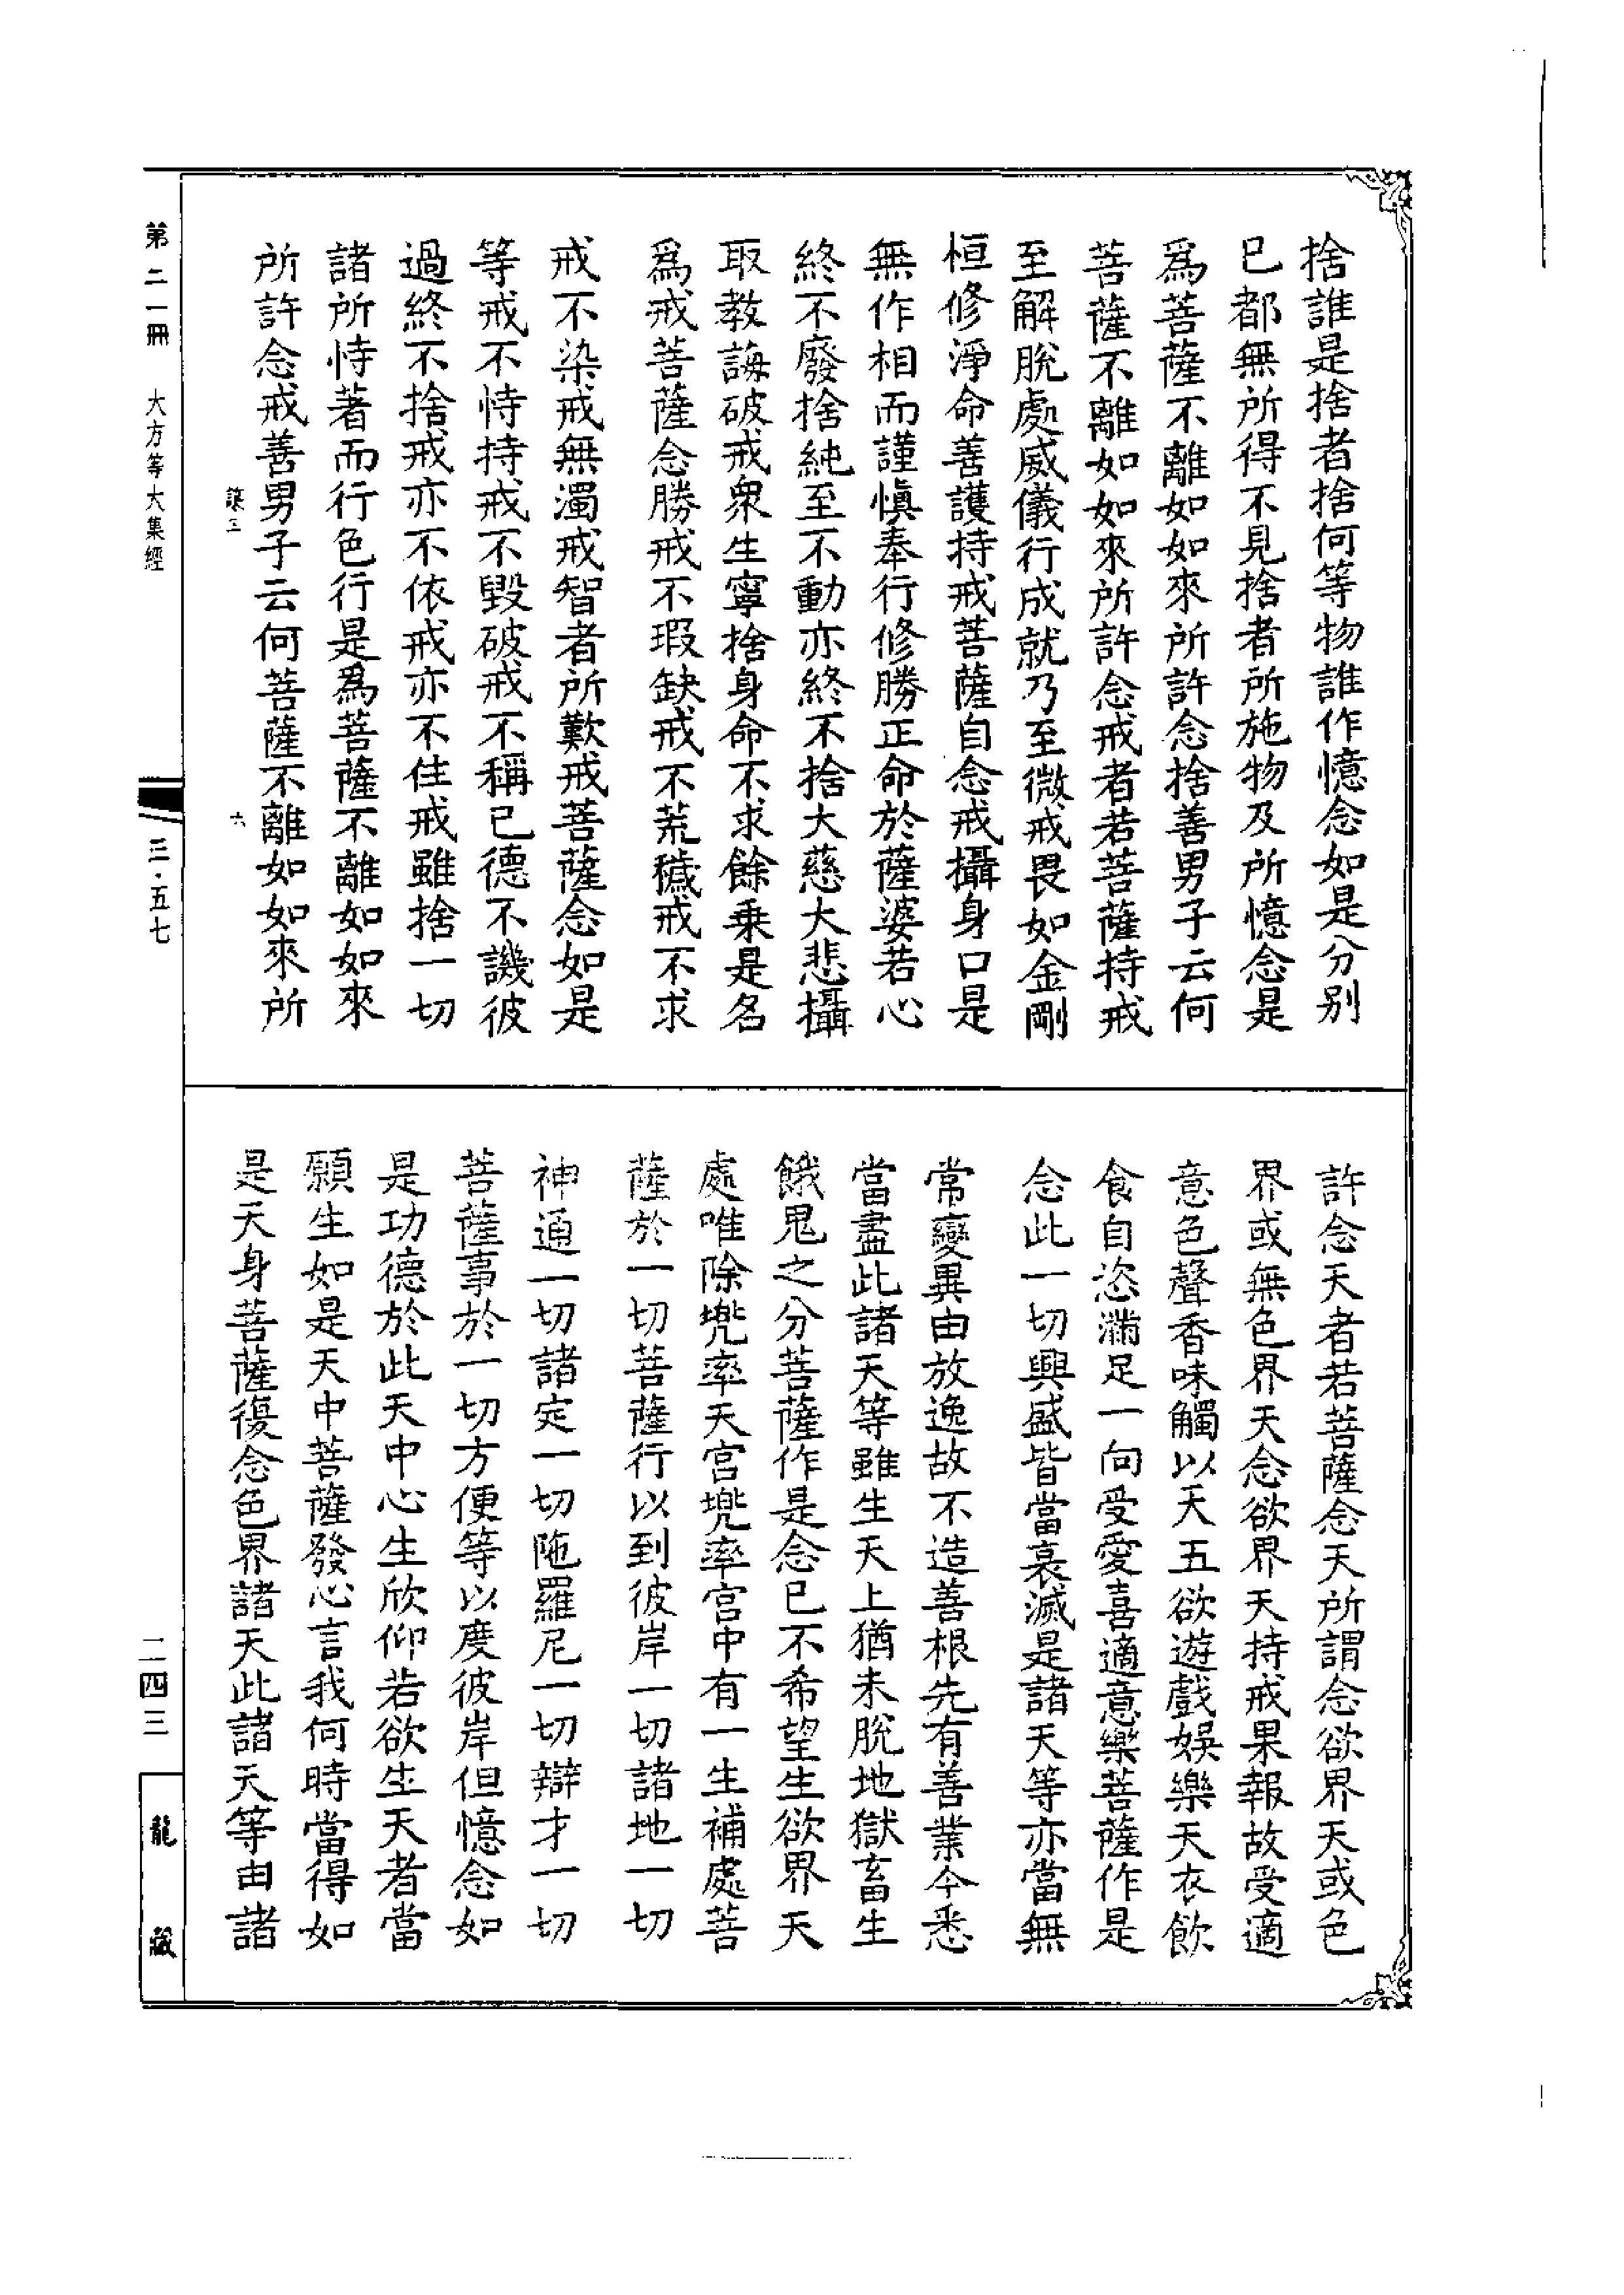 捨誰是捨者捨何等物誰作憶念如是分别
已都無所得不見捨者所施物及所憶念是
爲菩薩不離如如來所許念捨善男子云何
菩薩不離如如來所許念戒者若菩薩持戒
至解脫處威儀行成就乃至微戒畏如金剛
恒修淨命善護持戒菩薩自念戒攝身口是
無作相而謹愼奉行修勝正命於薩婆若心
終不廢捨純至不動亦終不捨大慈大悲攝
取教誨破戒衆生寧捨身命不求餘乗是名
爲戒菩薩念勝戒不瑕缺戒不荒穢戒不求
戒不染戒無濁戒智者所歎戒菩薩念如是
等戒不恃持戒不毀破戒不稱已德不譏彼
過終不捨戒亦不依戒亦不住戒雖捨一切
諸所恃著而行色行是爲菩薩不離如如來
所許念戒善男子云何菩薩不離如如來所
許念天者若菩薩念天所謂念欲界天或色
界或無色界天念欲界天持戒果報故受適
意色聲香味觸以天五欲遊戲娱樂天衣飲
食自恣滿足一向受愛喜適意樂菩薩作是
念此一切興盛皆當衰滅是諸天等亦當無
常變異由放逸故不造善根先有善業今悉
當盡此諸天等雖生天上猶未脫地獄畜生
餓鬼之分菩薩作是念已不希望生欲界天
處唯除兠率天宫兠率宫中有一生補處菩
薩於一切菩薩行以到彼岸一切諸地一切
神通一切諸定一切陁羅尼一切辯才一切
菩薩事於一切方便等以度彼岸但憶念如
是功德於此天中心生欣仰若欲生天者當
願生如是天中菩薩發心言我何時當得如
是天身菩薩復念色界諸天此諸天等由諸
六
第二一冊 大方等大集經
三·五七
二四三
龍藏